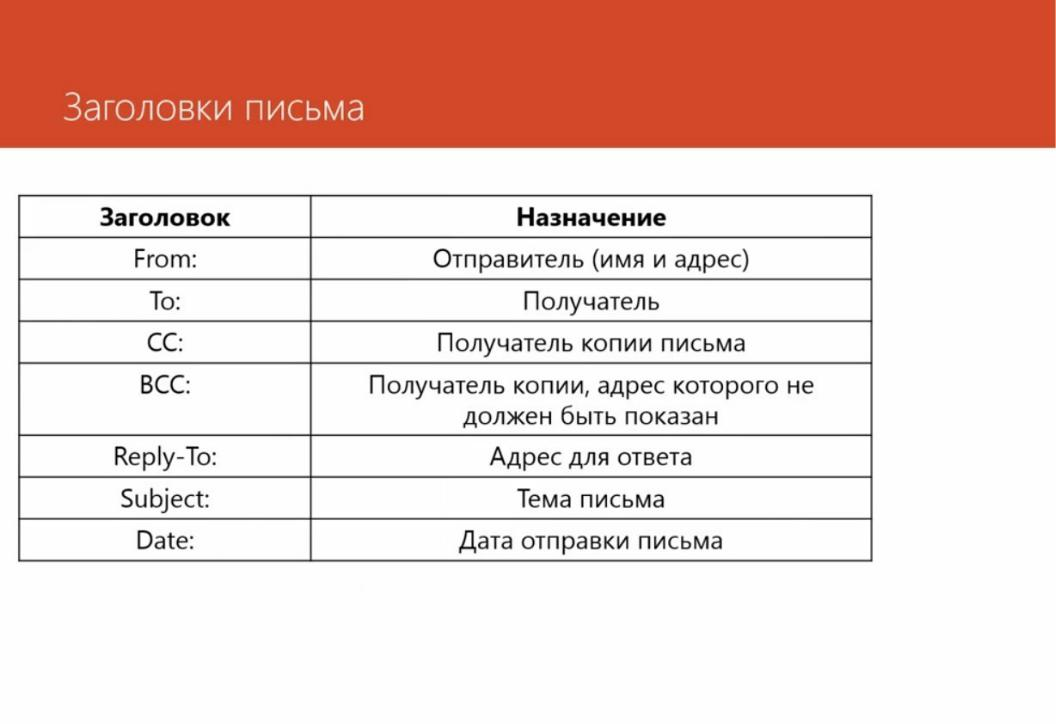 Заголовки письма
Заголовок Назначение
From: Отправитель (имя и адрес)
To: Получатель
CC: Получатель копии письма
BCC: Получатель копии, адрес которого не
должен быть показан
Reply-To: Адрес для ответа
Subject: Тема письма
Date: Дата отправки письма